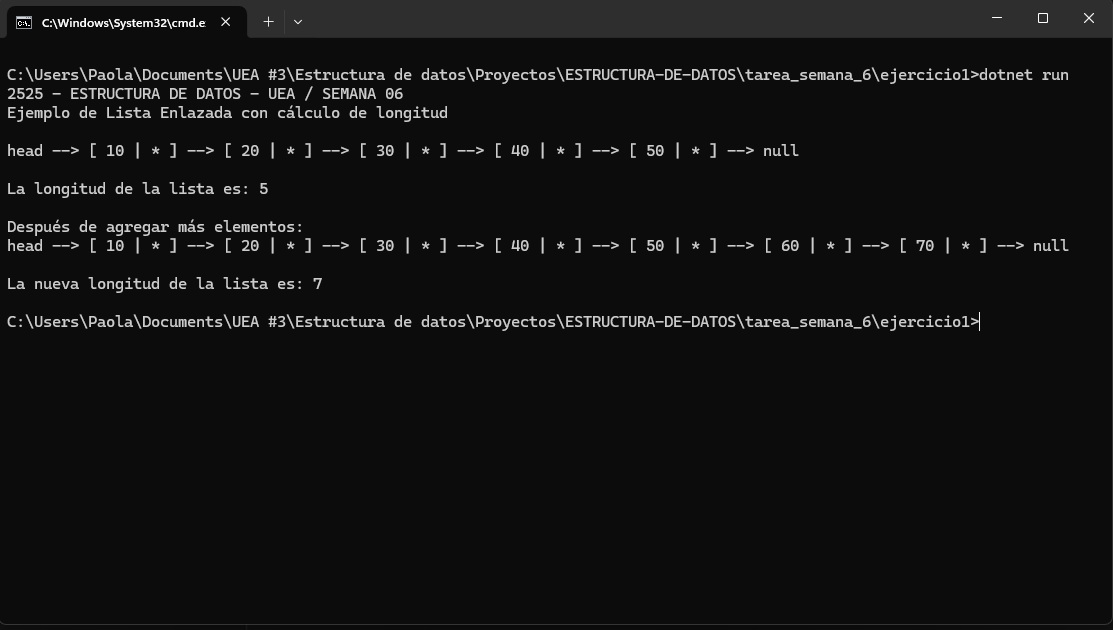 C:\Windows\System32\cmd.e
C:\Users\Paola\Documents\UEA #3\Estructura de datos\Proyectos\ESTRUCTURA-DE-DATOS\tarea_semana_6\ejercicio1>dotnet run
2525 - ESTRUCTURA DE DATOS - UEA / SEMANA 06
Ejemplo de Lista Enlazada con cálculo de longitud
head --> [ 10 | * ] --> [ 20 | * ] --> [ 30 | * ] --> [ 40 | * ] --> [ 50 | * ] --> null
La longitud de la lista es: 5
Después de agregar más elementos:
head --> [ 10 | * ] --> [ 20 | * ] --> [ 30 | * ] --> [ 40 | * ] --> [ 50 | * ] --> [ 60 | * ] --> [ 70 | * ] --> null
La nueva longitud de la lista es: 7
C:\Users\Paola\Documents\UEA #3\Estructura de datos\Proyectos\ESTRUCTURA-DE-DATOS\tarea_semana_6\ejercicio1>